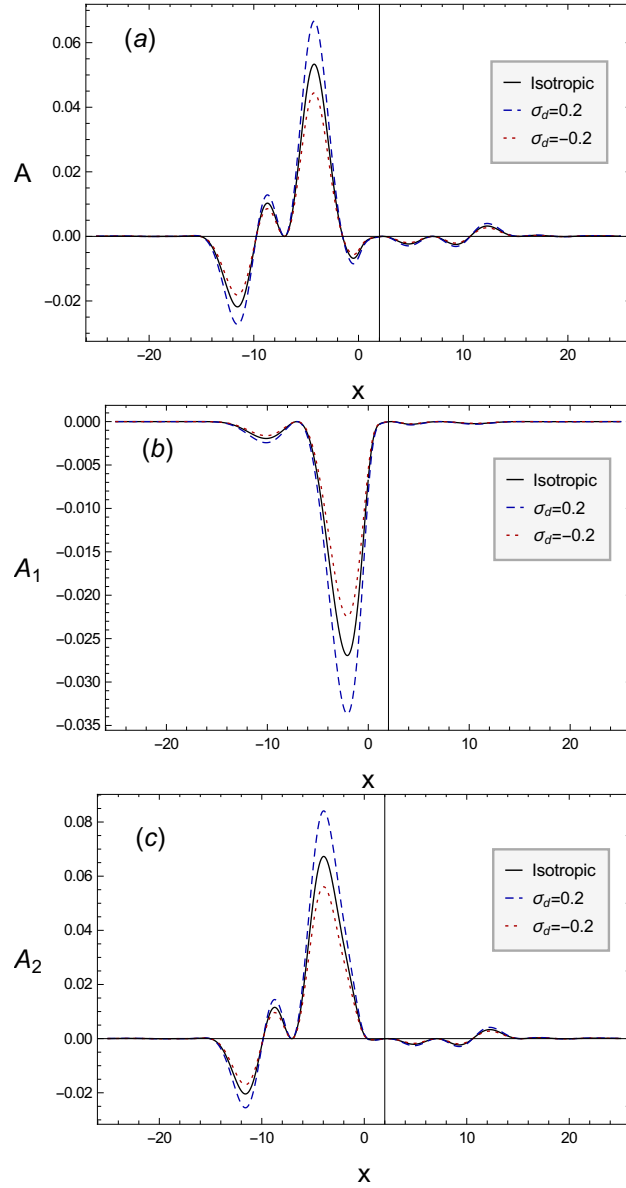 (a)
0.06
0.04
0.02
0.00
−0.02
A
Isotropic
σd=0.2
σd=−0.2
−20 −10 0 10 20
x
(b)
0.000
−0.005
−0.010
−0.015
−0.020
−0.025
−0.030
−0.035
A1
Isotropic
σd=0.2
σd=−0.2
−20 −10 0 10 20
x
(c)
0.08
0.06
0.04
0.02
0.00
−0.02
A2
Isotropic
σd=0.2
σd=−0.2
−20 −10 0 10 20
x